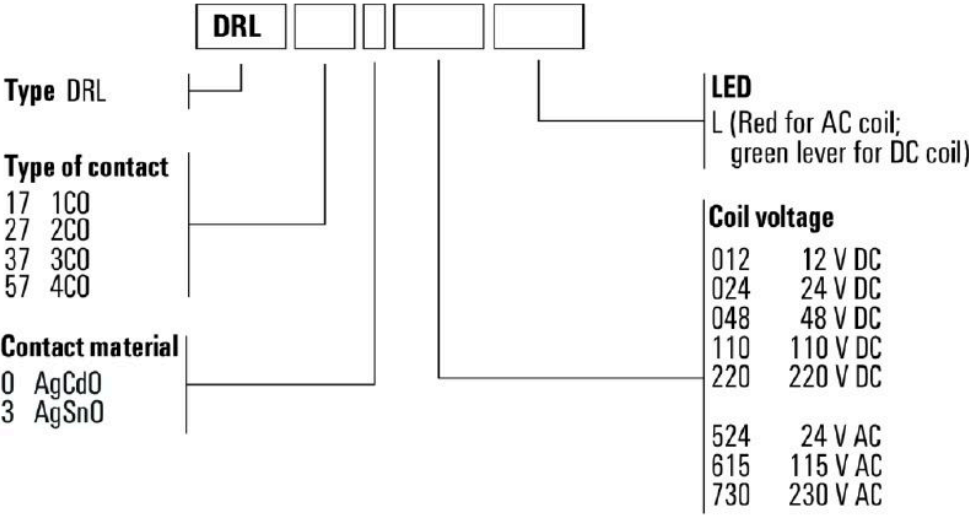 DRL
Type DRL
Type of contact
17 1CO
27 2CO
37 3CO
57 4CO
Contact material
0 AgCdO
3 AgSnO
LED
L (Red for AC coil;
green lever for DC coil)
Coil voltage
012 12 V DC
024 24 V DC
048 48 V DC
110 110 V DC
220 220 V DC
524 24 V AC
615 115 V AC
730 230 V AC